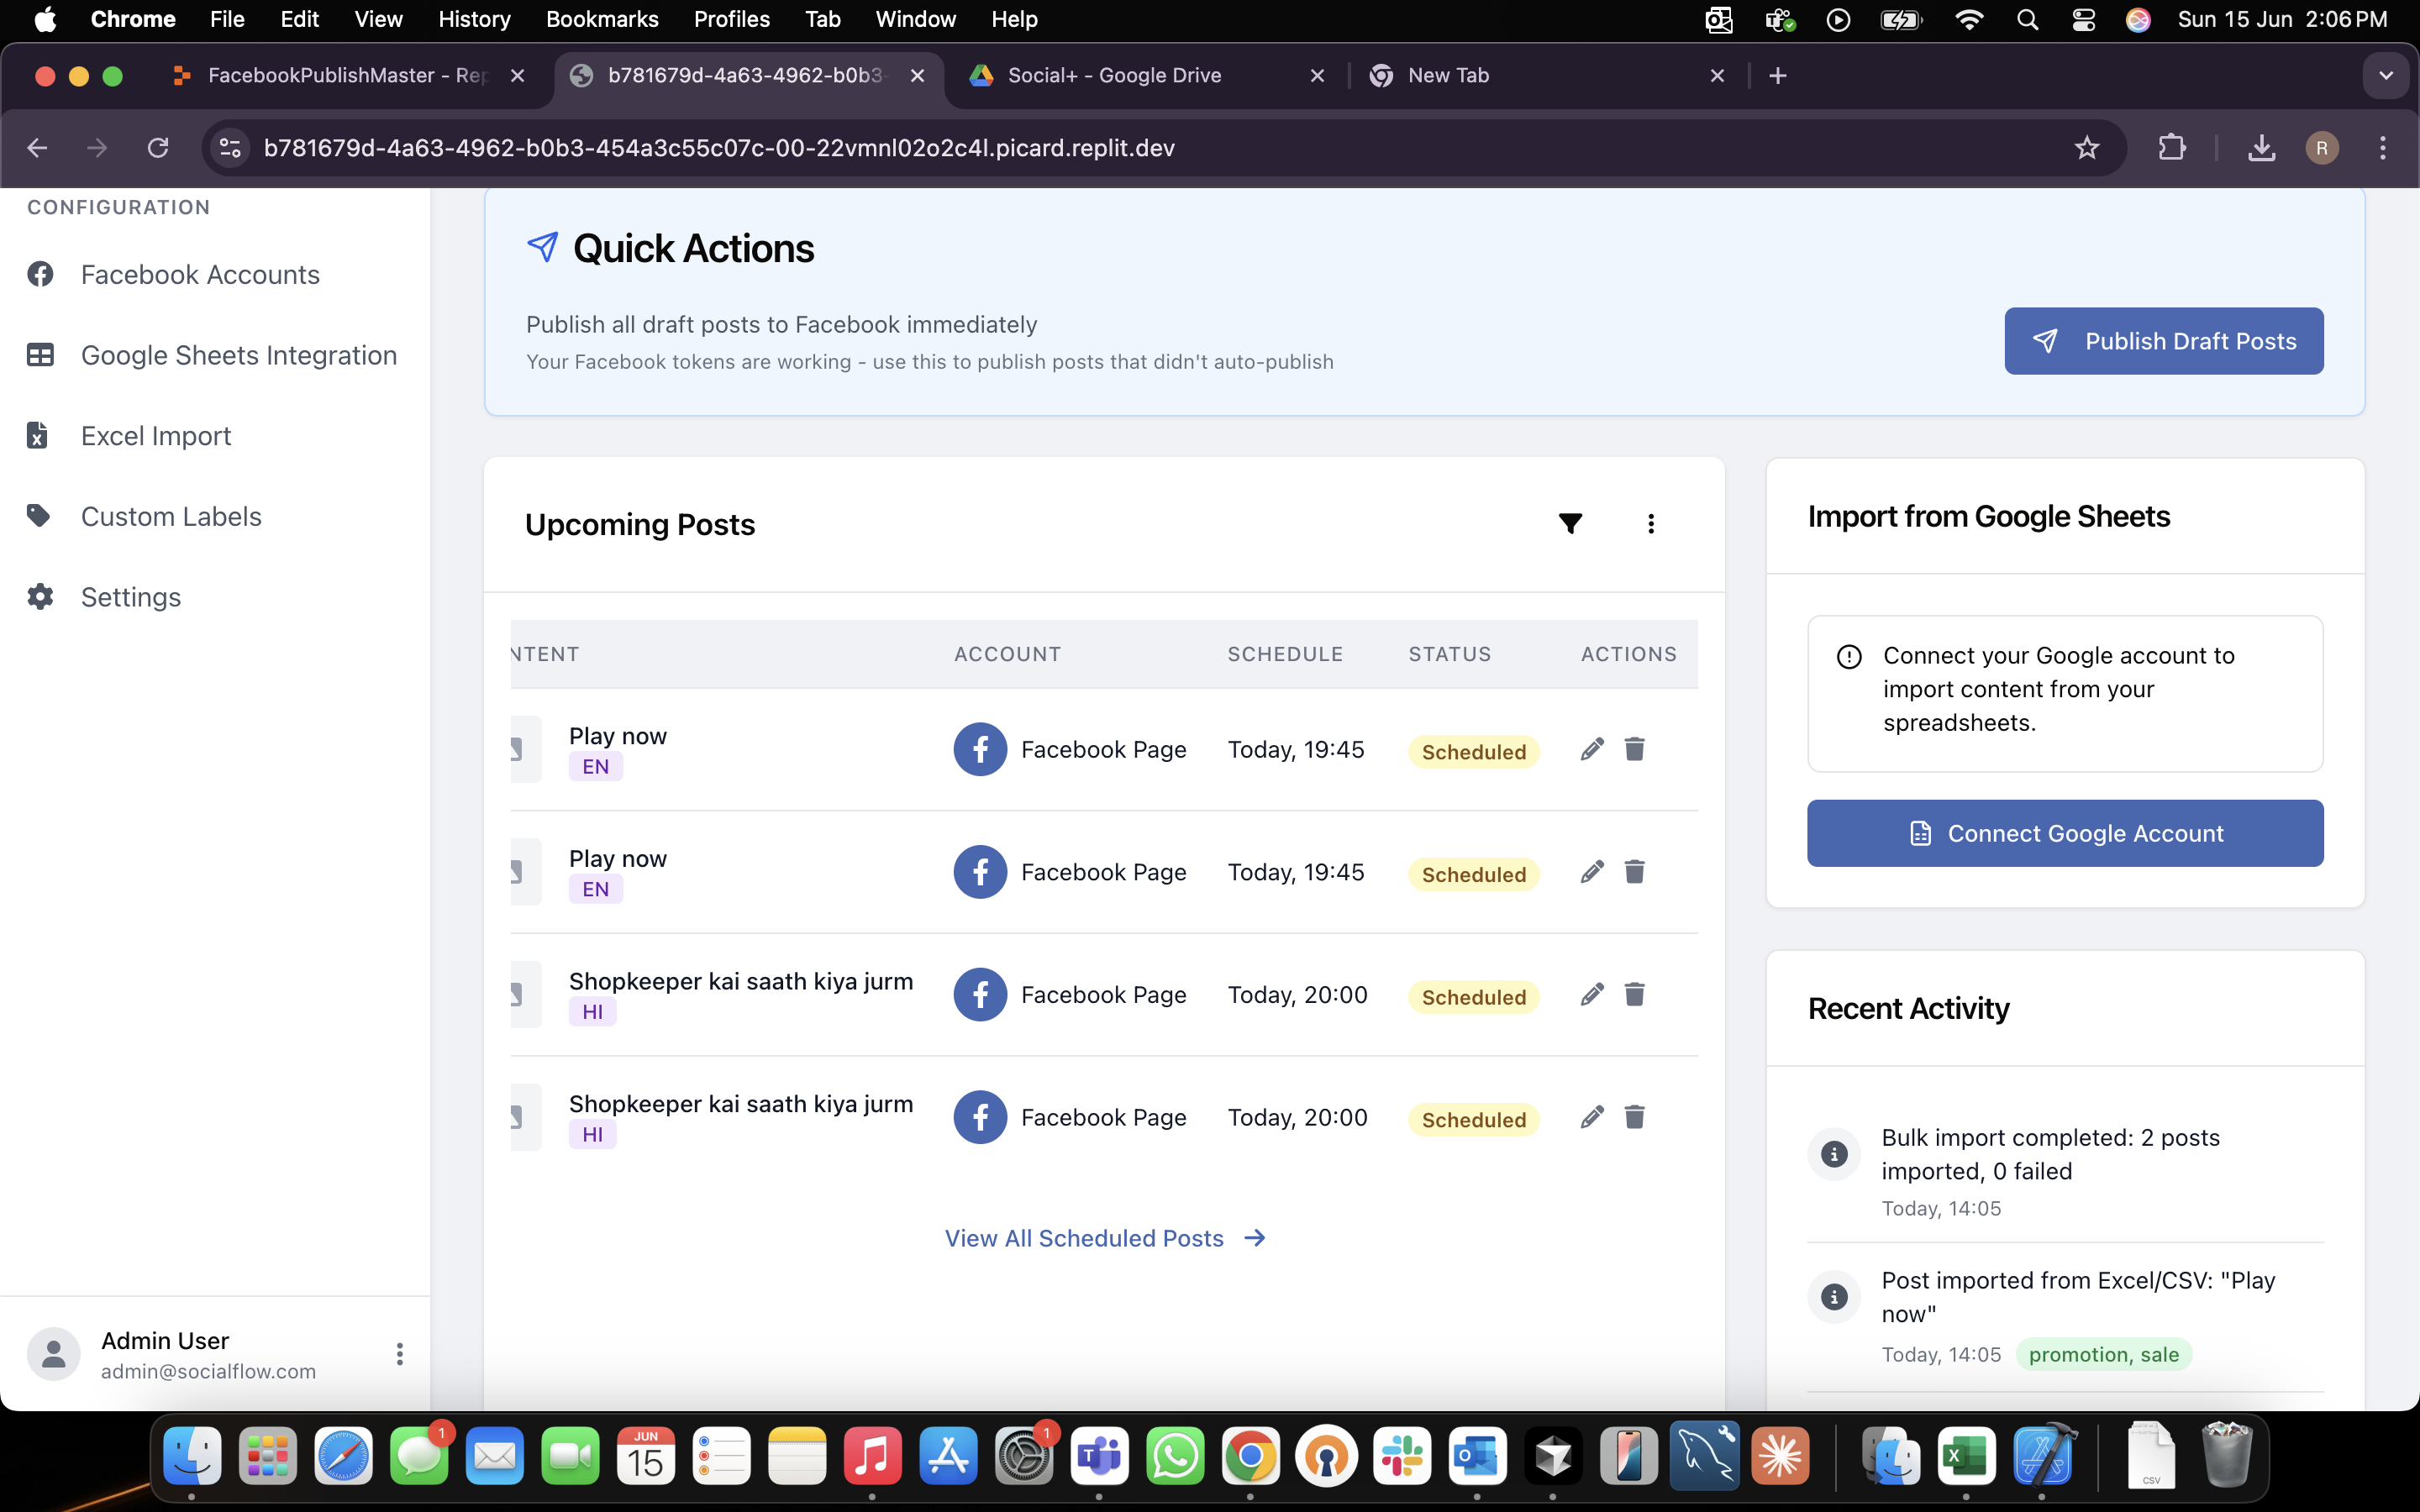 Chrome File Edit View History Bookmarks Profiles Tab Window Help Sun 15 Jun 2:06 PM
FacebookPublishMaster - Rep b781679d-4a63-4962-b0b3- Social+ - Google Drive New Tab
b781679d-4a63-4962-b0b3-454a3c55c07c-00-22vmnl02o2c4l.picard.replit.dev R
CONFIGURATION
Facebook Accounts
Google Sheets Integration
Excel Import
Custom Labels
Settings
Admin User
admin@socialflow.com
Quick Actions
Publish all draft posts to Facebook immediately
Your Facebook tokens are working - use this to publish posts that didn't auto-publish
Publish Draft Posts
Upcoming Posts
NTENT ACCOUNT SCHEDULE STATUS ACTIONS
Play now
EN
Facebook Page Today, 19:45 Scheduled
Play now
EN
Facebook Page Today, 19:45 Scheduled
Shopkeeper kai saath kiya jurm
HI
Facebook Page Today, 20:00 Scheduled
Shopkeeper kai saath kiya jurm
HI
Facebook Page Today, 20:00 Scheduled
View All Scheduled Posts
Import from Google Sheets
Connect your Google account to
import content from your
spreadsheets.
Connect Google Account
Recent Activity
Bulk import completed: 2 posts
imported, 0 failed
Today, 14:05
Post imported from Excel/CSV: "Play
now"
Today, 14:05 promotion, sale
1
JUN
15
1
CSV